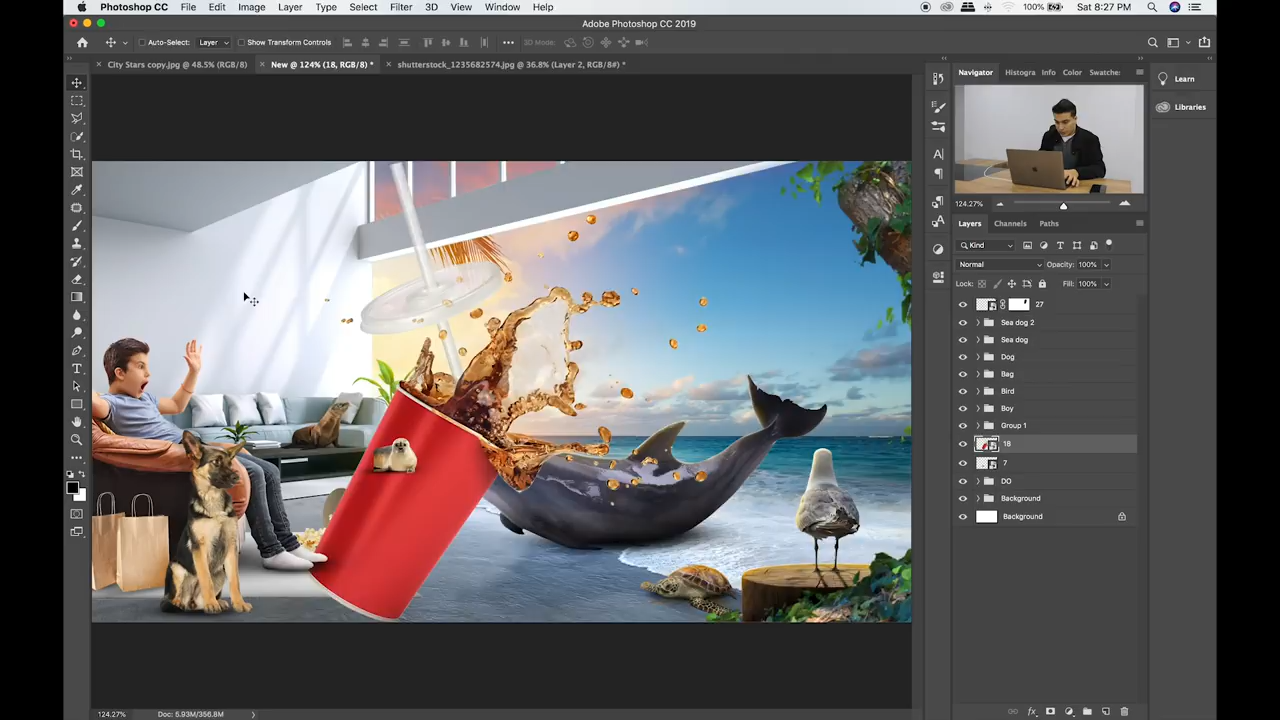 Photoshop CC File Edit Image Layer Type Select Filter 3D View Window Help 100% Sat 8:27 PM
Adobe Photoshop CC 2019
Auto-Select: Layer Show Transform Controls 3D Mode:
City Stars copy.jpg @ 48.5% (RGB/8) New @ 124% (18, RGB/8) * shutterstock_1235682574.jpg @ 36.8% (Layer 2, RGB/8#) *
Navigator Histogra Info Color Swatche:
Learn
Libraries
124.27%
Layers Channels Paths
Kind
Normal Opacity: 100%
Lock: Fill: 100%
27
Sea dog 2
Sea dog
Dog
Bag
Bird
Boy
Group 1
18
7
DO
Background
Background
124.27% Doc: 5.93M/356.8M